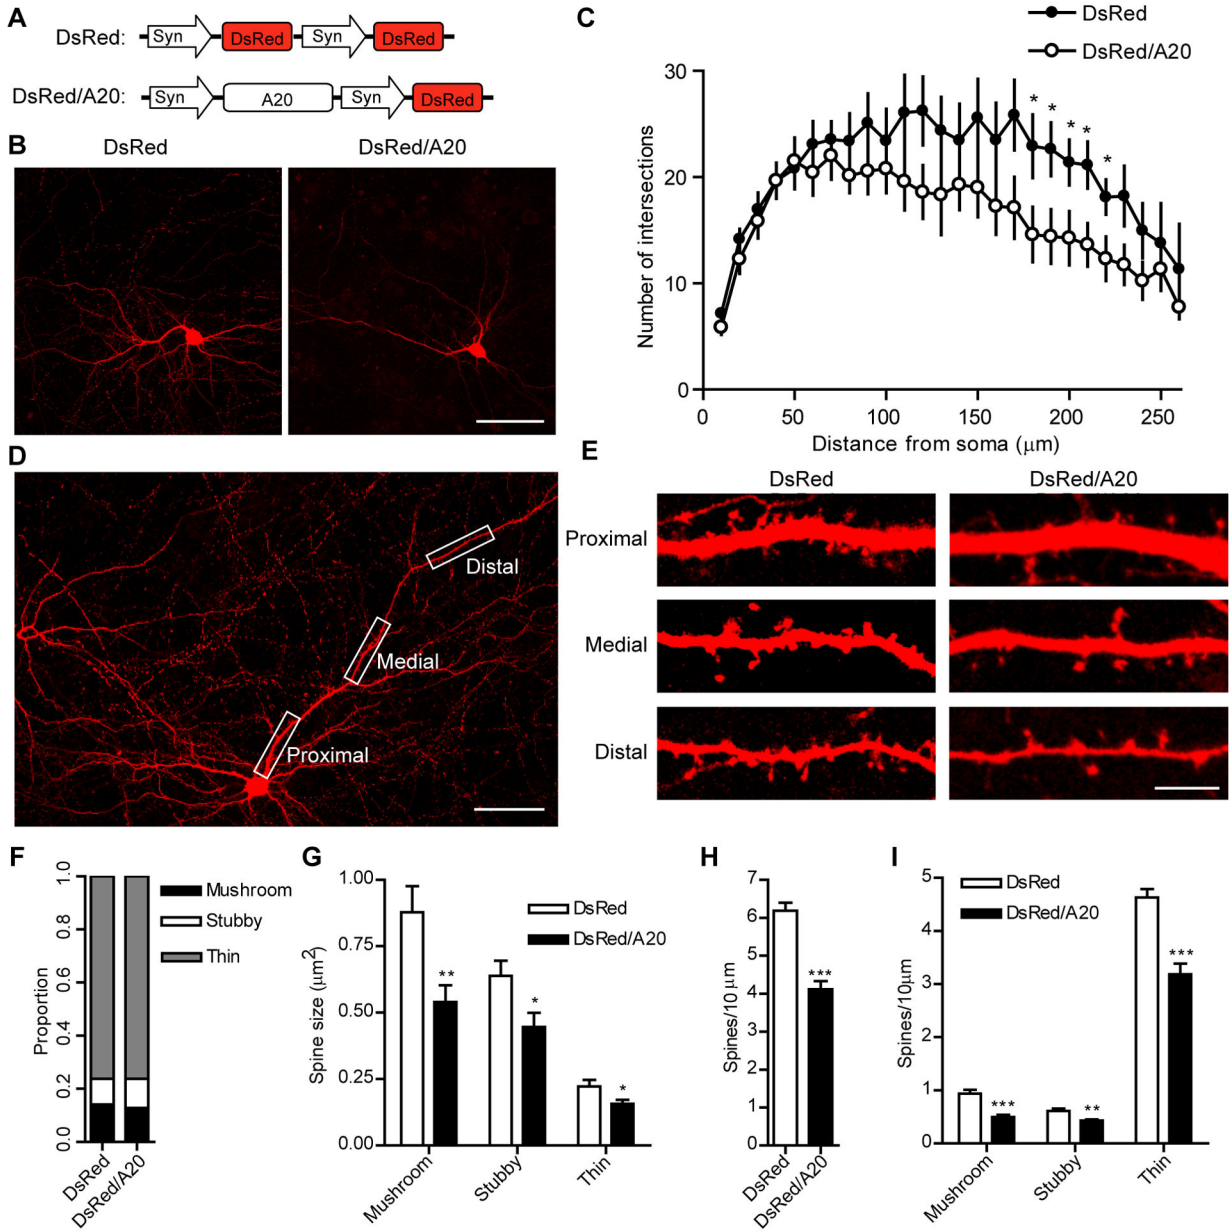 A
DsRed: Syn DsRed Syn DsRed
DsRed/A20: Syn A20 Syn DsRed
B
DsRed DsRed/A20
C
DsRed
DsRed/A20
Number of intersections
30
20
10
0
* * * * *
0 50 100 150 200 250
Distance from soma (μm)
D
Distal
Medial
Proximal
E
DsRed DsRed/A20
Proximal
Medial
Distal
F
Proportion
1.0
0.8
0.6
0.4
0.2
0.0
Mushroom
Stubby
Thin
DsRed
DsRed/A20
G
Spine size (μm²)
1.00
0.75
0.50
0.25
0.00
DsRed
DsRed/A20
** * *
Mushroom
Stubby
Thin
H
Spines/10 μm
7
6
5
4
3
2
1
0
***
DsRed
DsRed/A20
I
Spines/10μm
5
4
3
2
1
0
DsRed
DsRed/A20
*** ** ***
Mushroom
Stubby
Thin